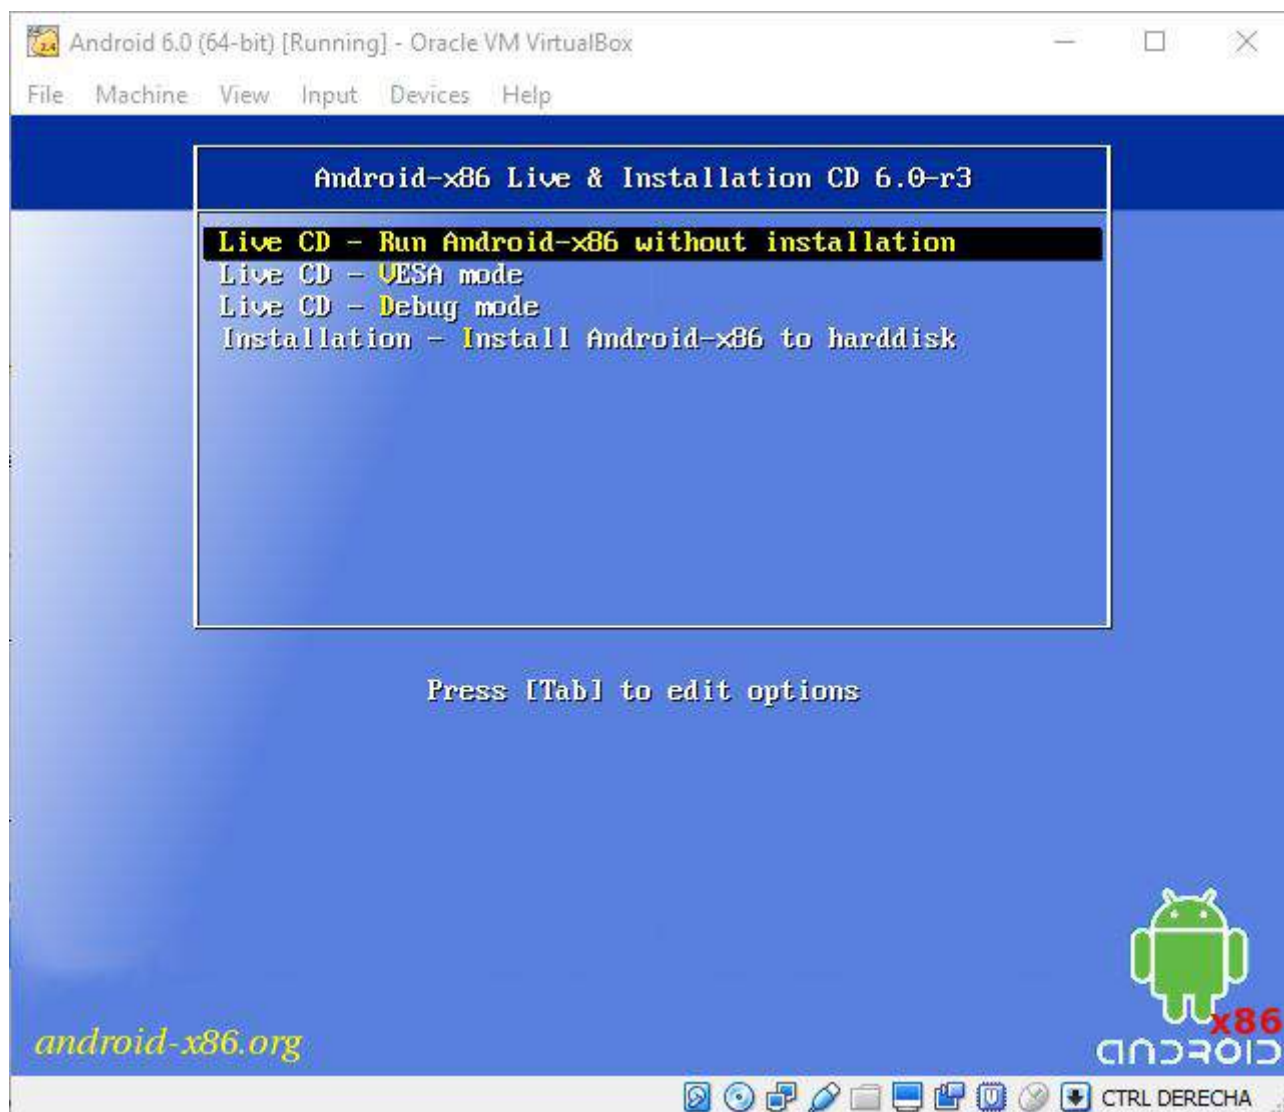 Android 6.0 (64-bit) [Running] - Oracle VM VirtualBox
File Machine View Input Devices Help
Android-x86 Live & Installation CD 6.0-r3
Live CD - Run Android-x86 without installation
Live CD - VESA mode
Live CD - Debug mode
Installation - Install Android-x86 to harddisk
Press [Tab] to edit options
x86
android-x86.org
android
CTRL DERECHA